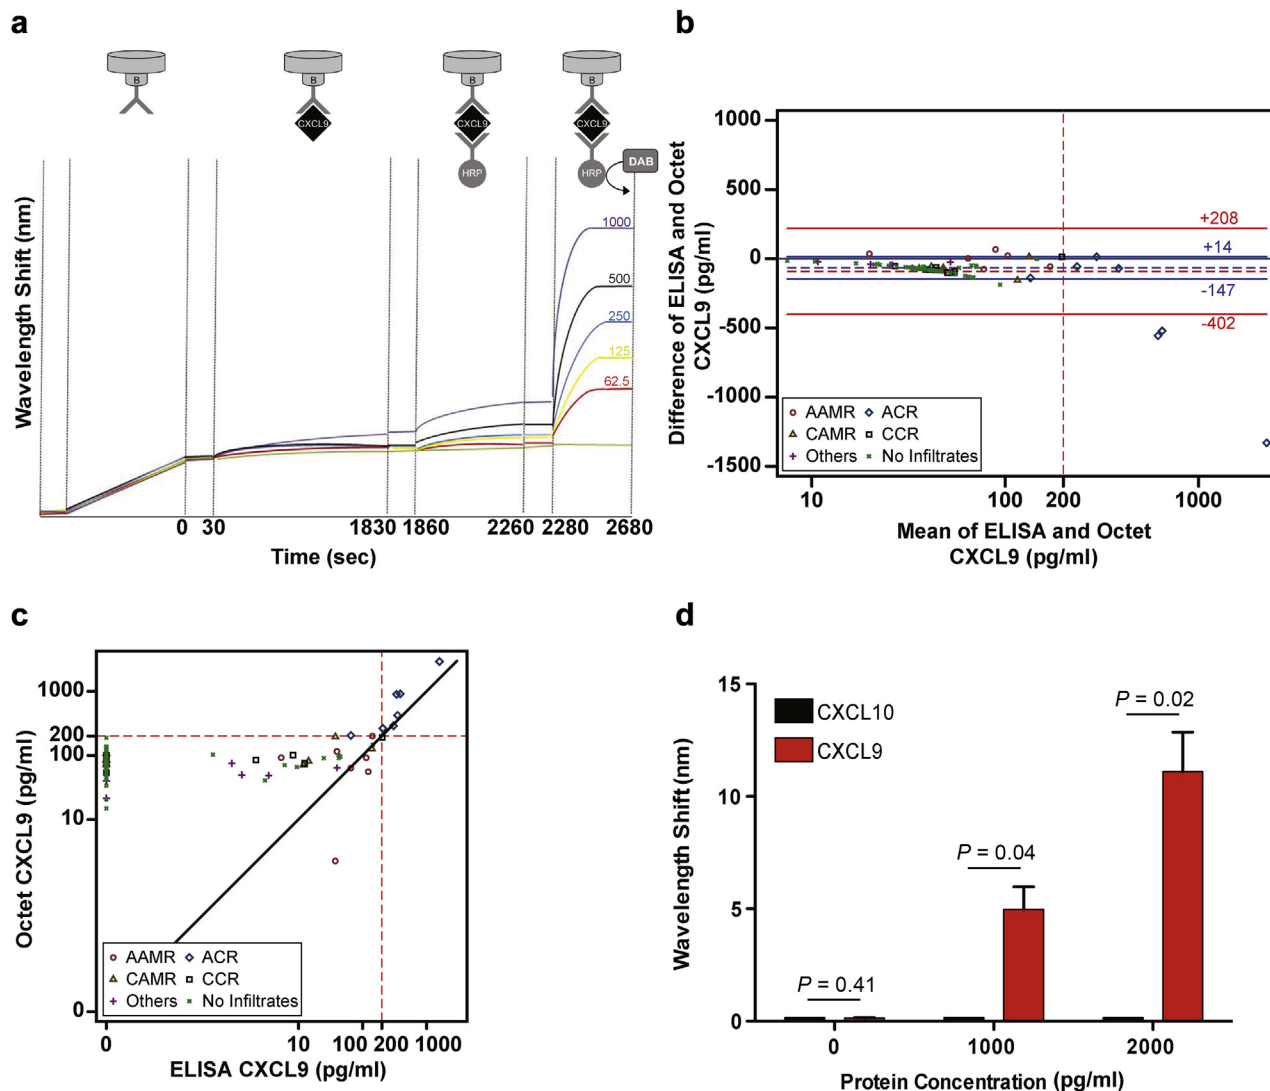 a
B
B
B
B
CXCL9
CXCL9
CXCL9
HRP
HRP
DAB
Wavelength Shift (nm)
1000
500
250
125
62.5
0 30 1830 1860 2260 2280 2680
Time (sec)
b
Difference of ELISA and Octet
CXCL9 (pg/ml)
1000
500
0
-500
-1000
-1500
+208
+14
-147
-402
AAMR ACR
CAMR CCR
Others No Infiltrates
10 100 200 1000
Mean of ELISA and Octet
CXCL9 (pg/ml)
c
Octet CXCL9 (pg/ml)
1000
200
100
10
0
AAMR ACR
CAMR CCR
Others No Infiltrates
0 10 100 200 1000
ELISA CXCL9 (pg/ml)
d
Wavelength Shift (nm)
15
10
5
0
CXCL10
CXCL9
P = 0.41
P = 0.04
P = 0.02
0 1000 2000
Protein Concentration (pg/ml)